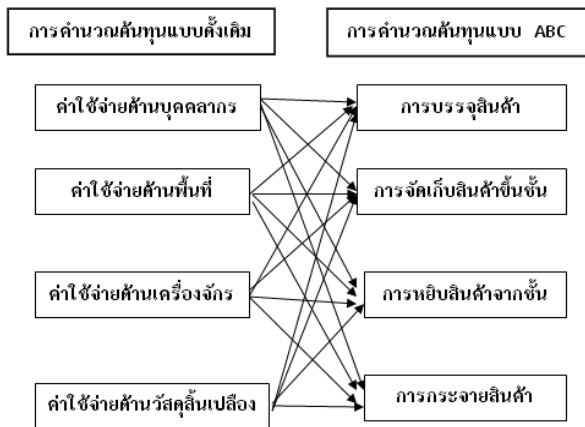 การคำนวณต้นทุนแบบดั้งเดิม
การคำนวณต้นทุนแบบ ABC
ค่าใช้จ่ายด้านบุคคลากร
การบรรจุสินค้า
ค่าใช้จ่ายด้านพื้นที่
การจัดเก็บสินค้าขึ้นชั้น
ค่าใช้จ่ายด้านเครื่องจักร
การหยิบสินค้าจากชั้น
ค่าใช้จ่ายด้านวัสดุสิ้นเปลือง
การกระจายสินค้า